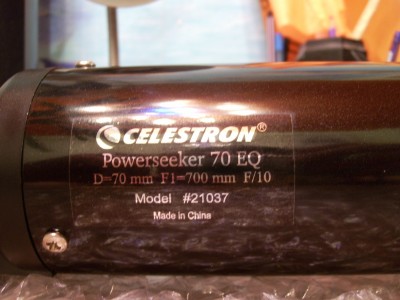 CELESTRON®
Powerseeker 70 EQ
D=70 mm F1=700 mm F/10
Model #21037
Made in China